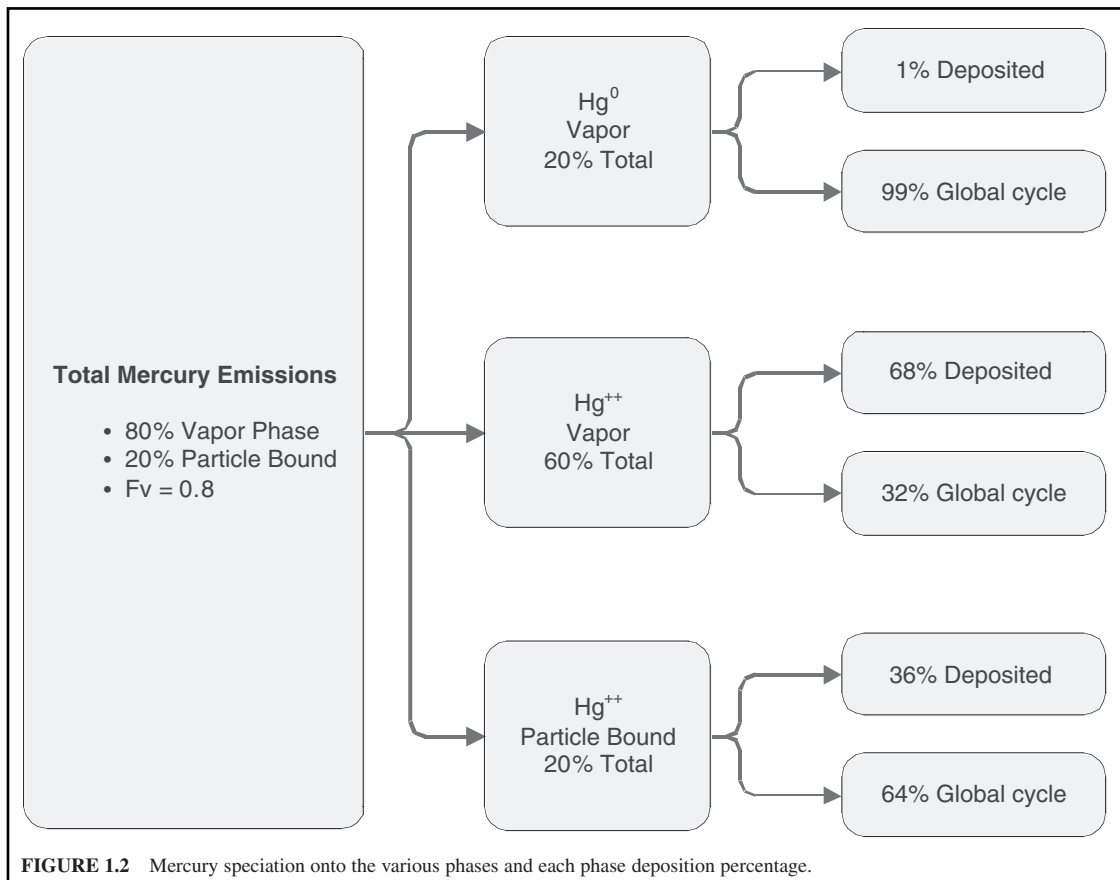 Total Mercury Emissions
• 80% Vapor Phase
• 20% Particle Bound
• Fv = 0.8
Hg⁰
Vapor
20% Total
1% Deposited
99% Global cycle
Hg⁺⁺
Vapor
60% Total
68% Deposited
32% Global cycle
Hg⁺⁺
Particle Bound
20% Total
36% Deposited
64% Global cycle
FIGURE 1.2 Mercury speciation onto the various phases and each phase deposition percentage.